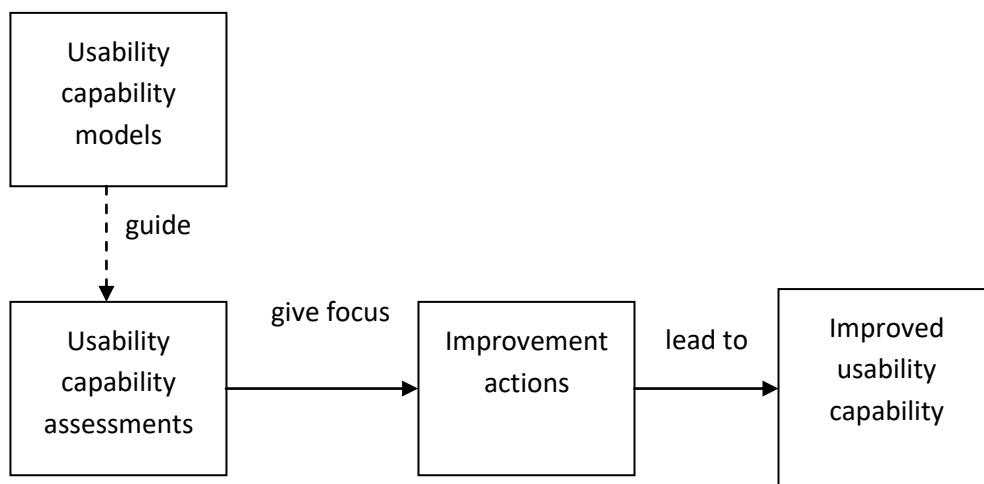 Usability
capability
models
guide
Usability
capability
assessments
give focus
Improvement
actions
lead to
Improved
usability
capability